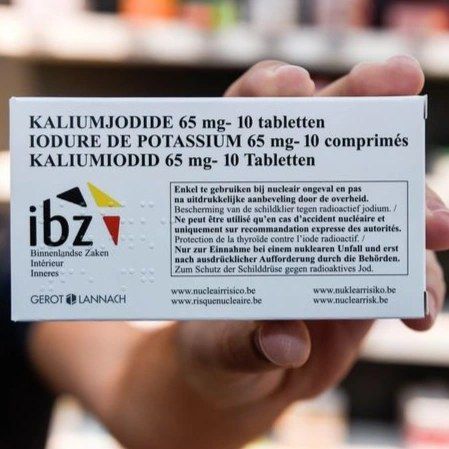 KALIUMJODIDE 65 mg- 10 tabletten
IODURE DE POTASSIUM 65 mg- 10 comprimés
KALIUMIODID 65 mg- 10 Tabletten
ibz
Binnenlandse Zaken
Intérieur
Inneres
GEROT LANNACH
Enkel te gebruiken bij nucleair ongeval en pas
na uitdrukkelijke aanbeveling door de overheid.
Bescherming van de schildklier tegen radioactief jodium. /
Ne peut être utilisé qu'en cas d'accident nucléaire et
uniquement sur recommandation expresse des autorités.
Protection de la thyroïde contre l'iode radioactif. /
Nur zur Einnahme bei einem nuklearen Unfall und erst
nach ausdrücklicher Aufforderung durch die Behörden.
Zum Schutz der Schilddrüse gegen radioaktives Jod.
www.nucleairrisico.be www.nuklearrisiko.be
www.risquenucleaire.be www.nuclearrisk.be